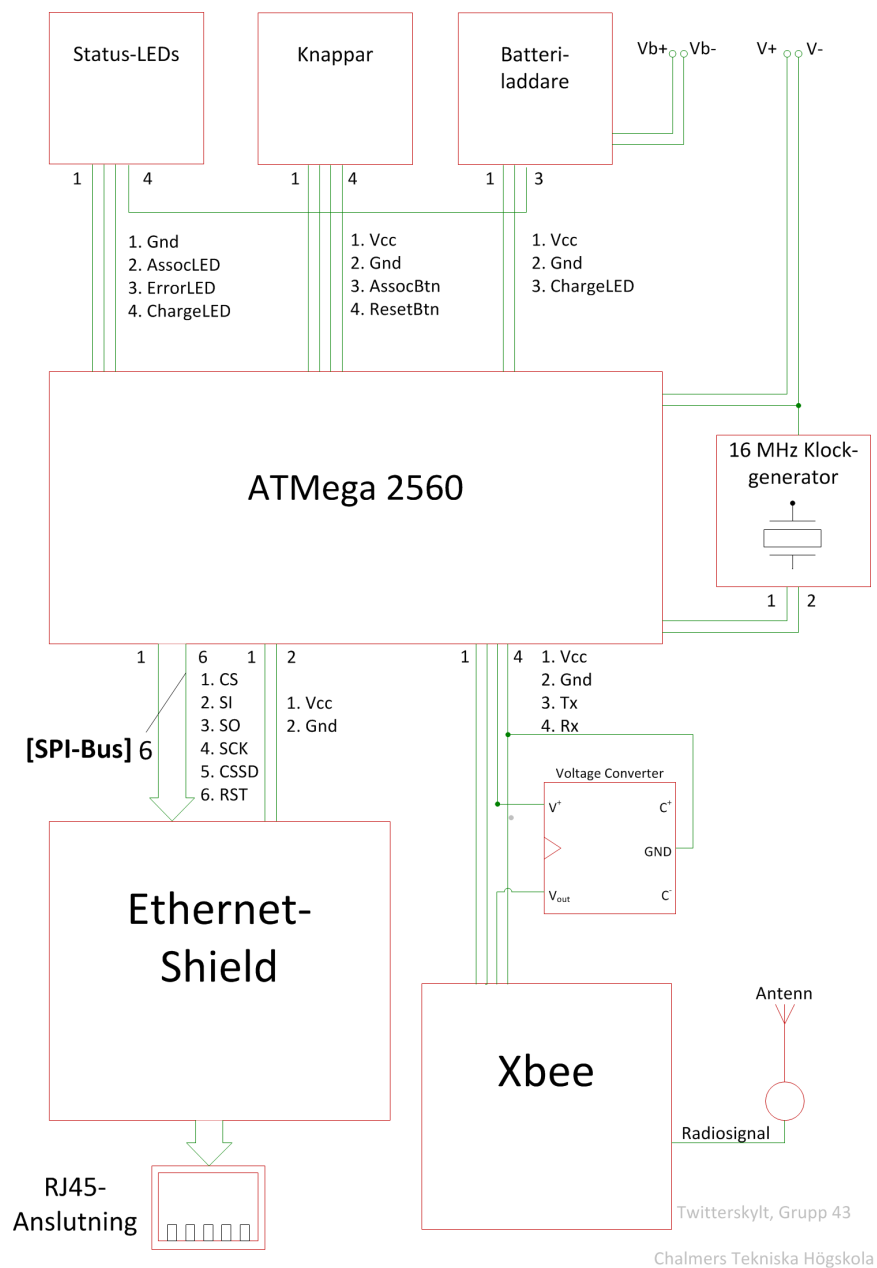 Status-LEDs
Knappar
Batteri-
laddare
Vb+
Vb-
V+
V-
1
4
1
4
1
3
1. Gnd
2. AssocLED
3. ErrorLED
4. ChargeLED
1. Vcc
2. Gnd
3. AssocBtn
4. ResetBtn
1. Vcc
2. Gnd
3. ChargeLED
ATMega 2560
16 MHz Klock-
generator
1
2
1
6
1. CS
2. SI
3. SO
4. SCK
5. CSSD
6. RST
[SPI-Bus] 6
1
2
1. Vcc
2. Gnd
1
4
1. Vcc
2. Gnd
3. Tx
4. Rx
Voltage Converter
V+
C+
GND
Vout
C-
Ethernet-
Shield
Xbee
Antenn
Radiosignal
RJ45-
Anslutning
Twitterskylt, Grupp 43
Chalmers Tekniska Högskola